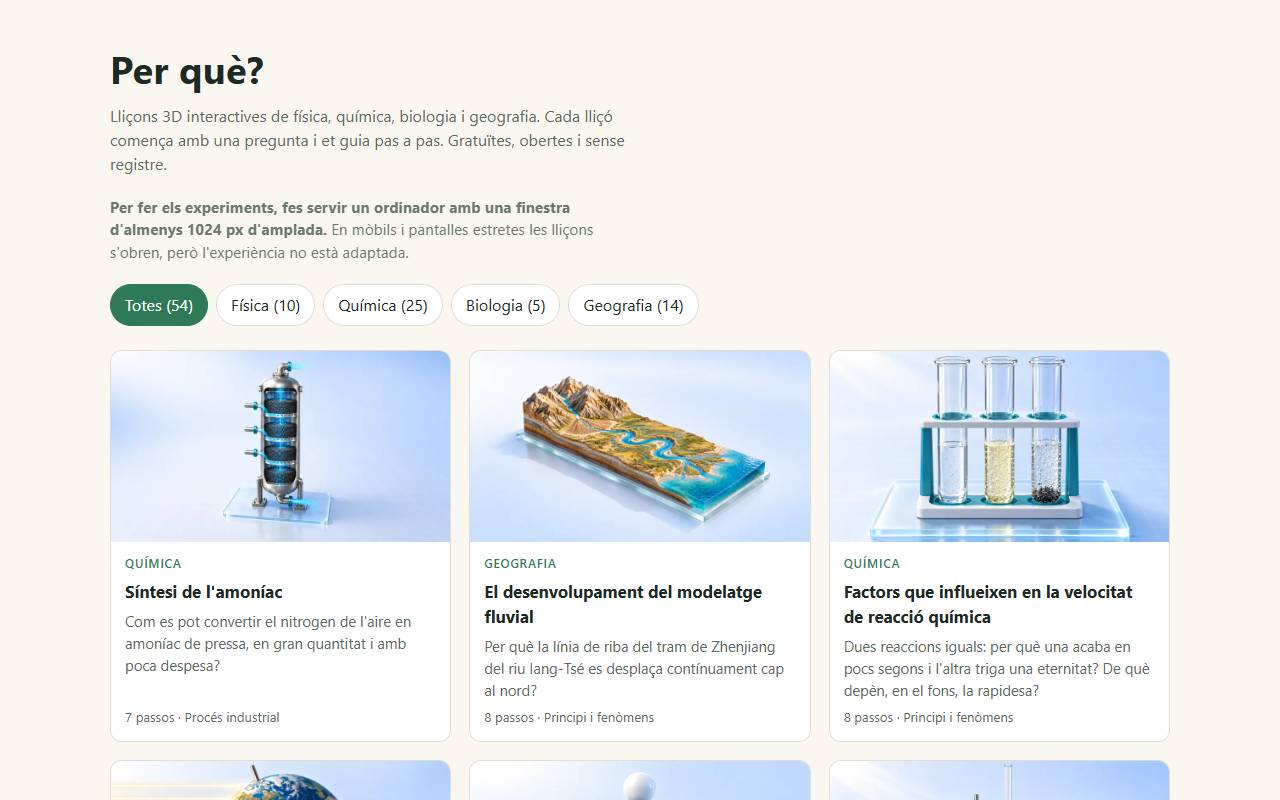 Per què?
Lliçons 3D interactives de física, química, biologia i geografia. Cada lliçó
comença amb una pregunta i et guia pas a pas. Gratuïtes, obertes i sense
registre.
Per fer els experiments, fes servir un ordinador amb una finestra
d'almenys 1024 px d'amplada. En mòbils i pantalles estretes les lliçons
s'obren, però l'experiència no està adaptada.
Totes (54)
Física (10)
Química (25)
Biologia (5)
Geografia (14)
QUÍMICA
Síntesi de l'amoníac
Com es pot convertir el nitrogen de l'aire en
amoníac de pressa, en gran quantitat i amb
poca despesa?
7 passos · Procés industrial
GEOGRAFIA
El desenvolupament del modelatge
fluvial
Per què la línia de riba del tram de Zhenjiang
del riu Iang-Tsé es desplaça contínuament cap
al nord?
8 passos · Principi i fenòmens
QUÍMICA
Factors que influeixen en la velocitat
de reacció química
Dues reaccions iguals: per què una acaba en
pocs segons i l'altra triga una eternitat? De què
depèn, en el fons, la rapidesa?
8 passos · Principi i fenòmens